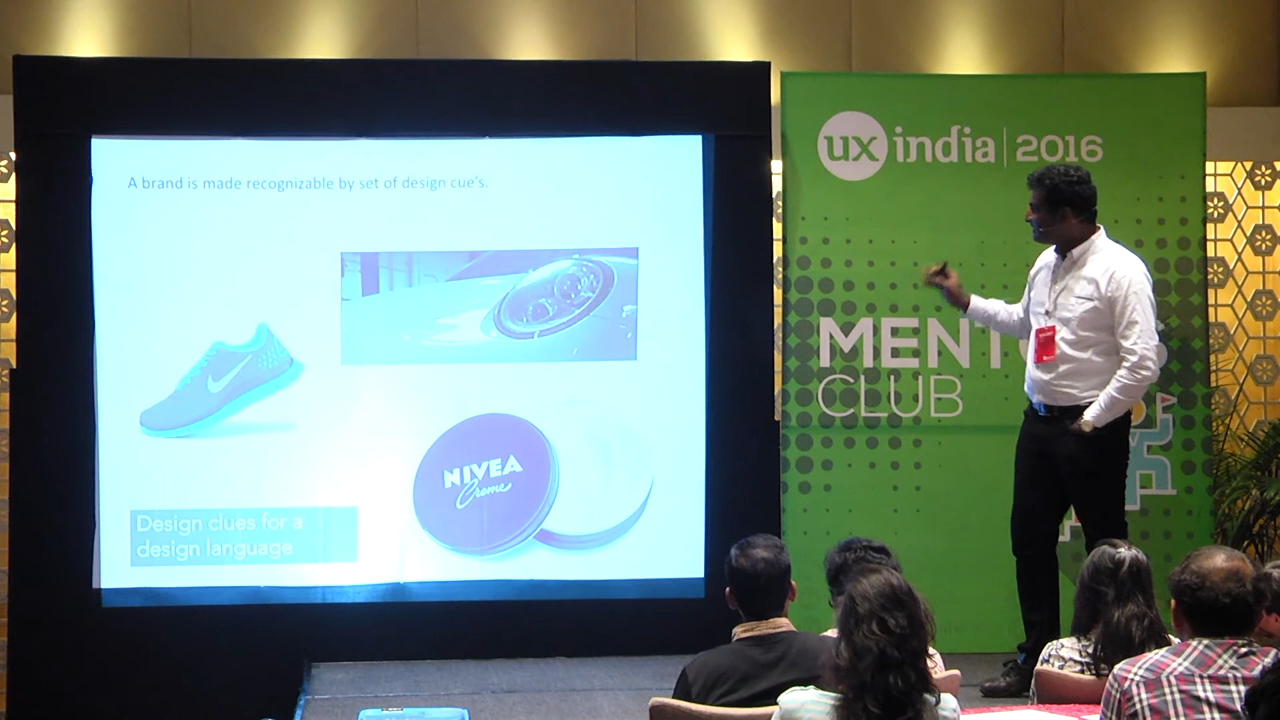 A brand is made recognizable by set of design cue's.
NIVEA
Creme
Design clues for a
design language
ux india | 2016
MENT
CLUB